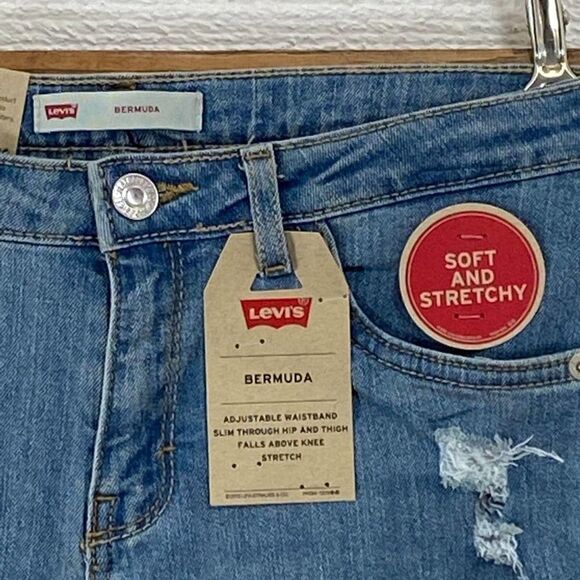 Levi's
BERMUDA
SOFT
AND
STRETCHY
Levi's
BERMUDA
ADJUSTABLE WAISTBAND
SLIM THROUGH HIP AND THIGH
FALLS ABOVE KNEE
STRETCH